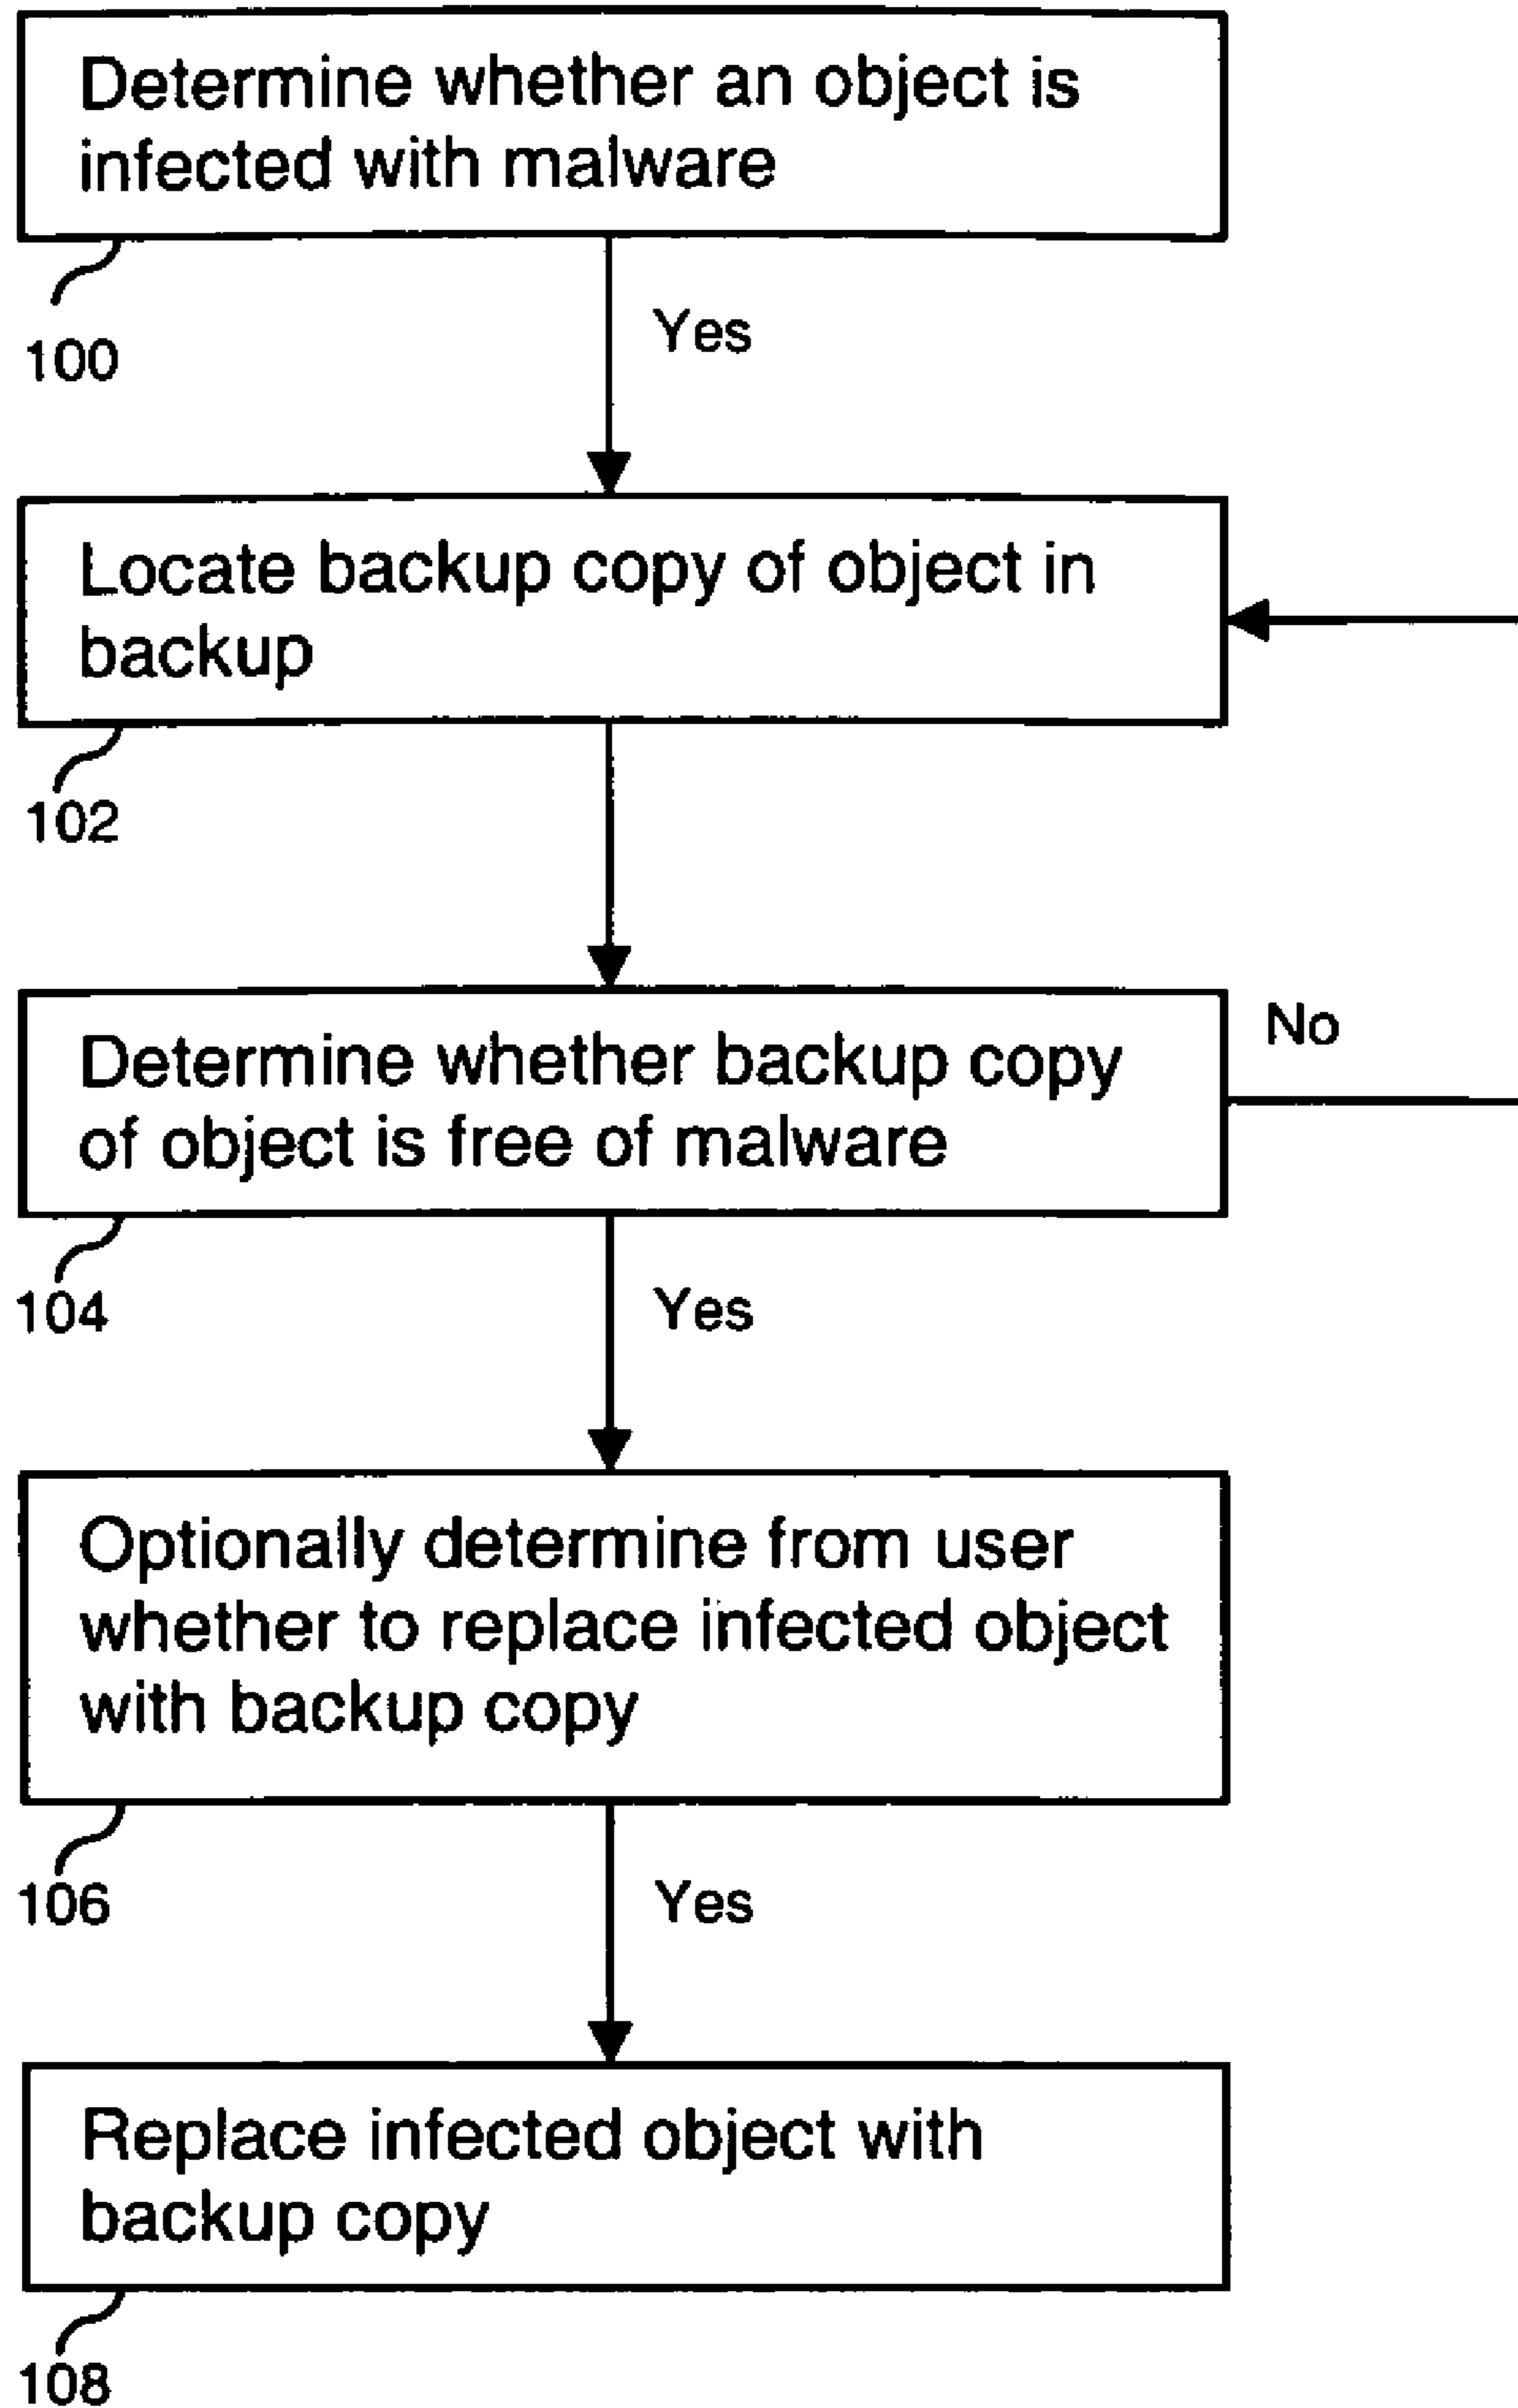 Determine whether an object is
infected with malware
100
Yes
Locate backup copy of object in
backup
102
Determine whether backup copy
of object is free of malware
No
104
Yes
Optionally determine from user
whether to replace infected object
with backup copy
106
Yes
Replace infected object with
backup copy
108